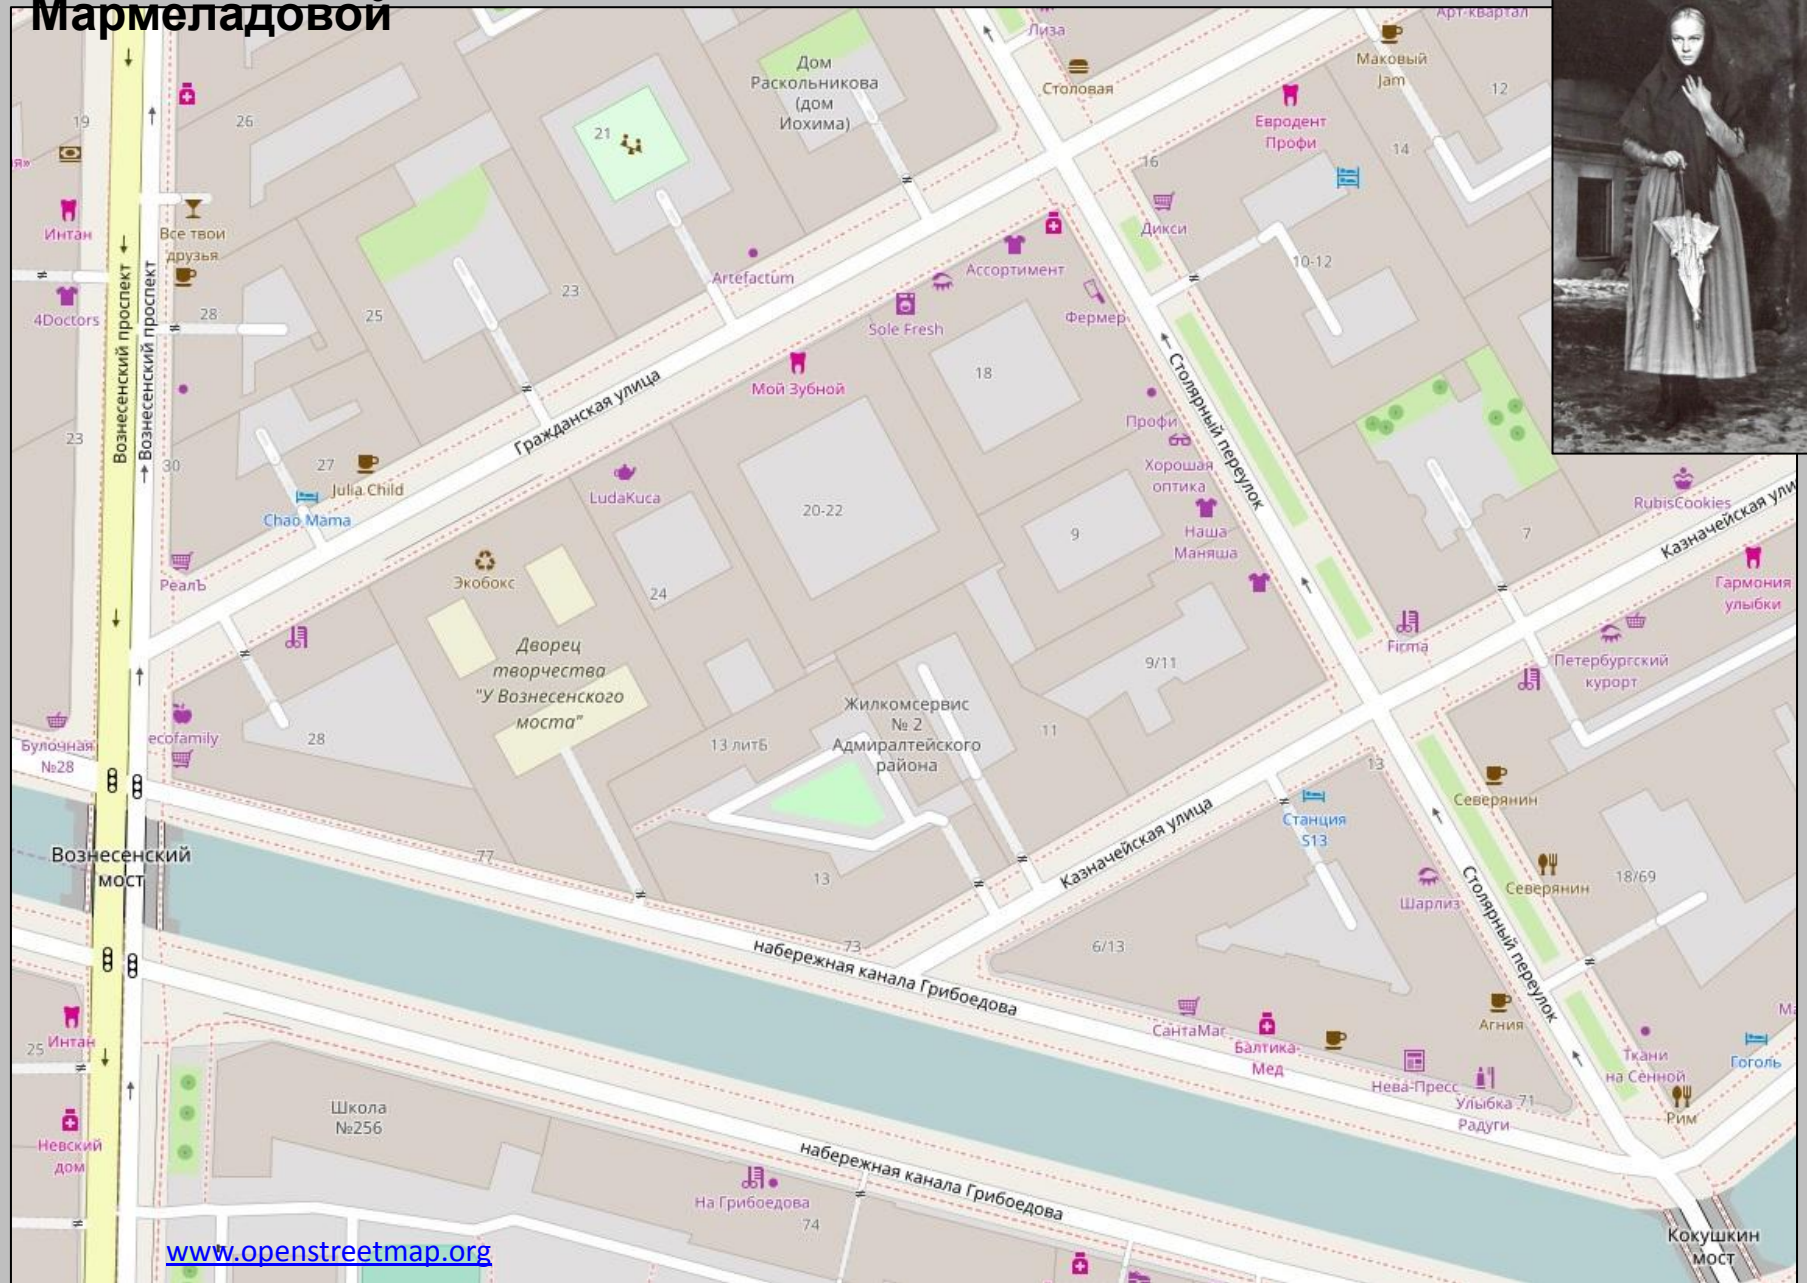 Мармеладовой
Лиза
Арт-квартал
Столовая
Маковый
Jam
12
Дом
Раскольникова
(дом
Иохима)
21
19
26
Евродент
Профи
14
16
я»
Интан
Все твои
друзья
Дикси
Ассортимент
10-12
Artefactum
23
25
28
4Doctors
Вознесенский проспект
Вознесенский проспект
Sole Fresh
Фермер
18
Мой Зубной
Гражданская улица
Столярный переулок
Профи
23
30
27
Julia Child
Chao Mama
LudaKuca
20-22
Хорошая
оптика
Наша
Маняша
9
7
RubisCookies
Казначейская ули
РеалЪ
Экобокс
24
Гармония
улыбки
Дворец
творчества
"У Вознесенского
моста"
9/11
Firma
Петербургский
курорт
Жилкомсервис
№ 2
Адмиралтейского
района
11
13 литБ
28
ecofamily
Булочная
№28
13
Северянин
Станция
S13
Казначейская улица
Вознесенский
мост
77
13
Шарлиз
Северянин
18/69
Столярный переулок
73
6/13
набережная канала Грибоедова
СантаМаг
Балтика-
Мед
Агния
Нева-Пресс
Улыбка
Радуги
71
Ткани
на Сенной
Гоголь
Рим
25
Интан
Школа
№256
Невский
дом
На Грибоедова
74
набережная канала Грибоедова
Кокушкин
мост
www.openstreetmap.org